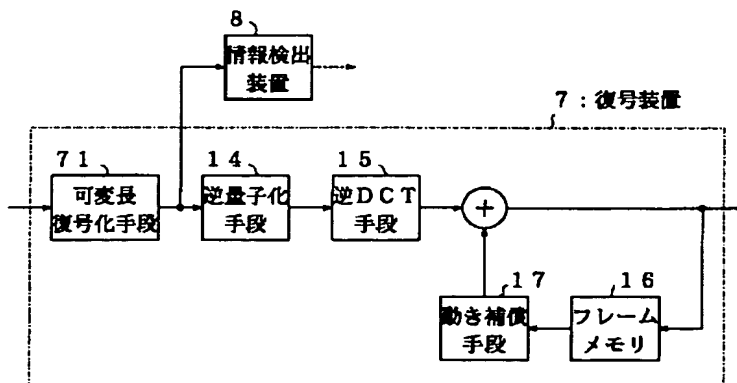 8
情報検出
装置
7：復号装置
71
可変長
復号化手段
14
逆量子化
手段
15
逆DCT
手段
+
17
動き補償
手段
16
フレーム
メモリ